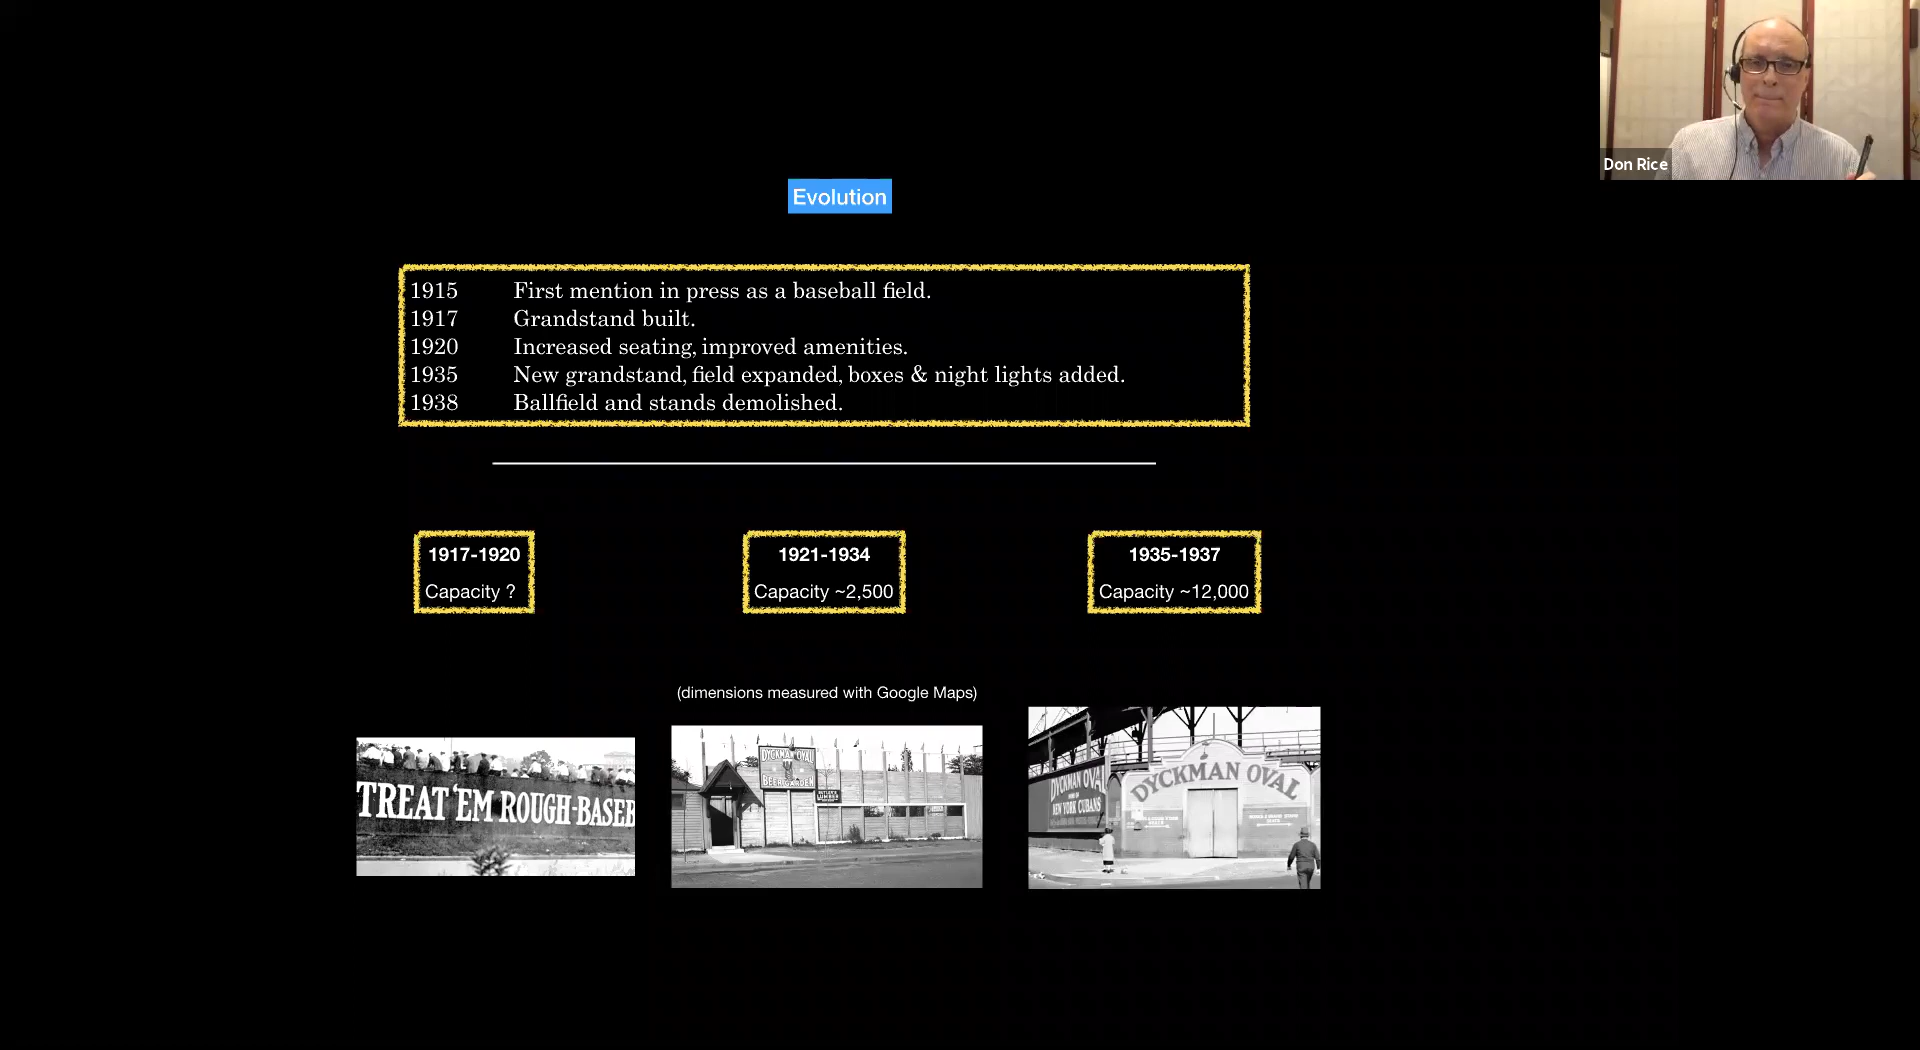 Don Rice
Evolution
1915 First mention in press as a baseball field.
1917 Grandstand built.
1920 Increased seating, improved amenities.
1935 New grandstand, field expanded, boxes & night lights added.
1938 Ballfield and stands demolished.
1917-1920
Capacity ?
1921-1934
Capacity ~2,500
1935-1937
Capacity ~12,000
(dimensions measured with Google Maps)
TREAT 'EM ROUGH-BASEB
DYCKMAN OVAL
BEER GARDEN
DYCKMAN OVAL
NEW YORK CUBANS
DYCKMAN OVAL